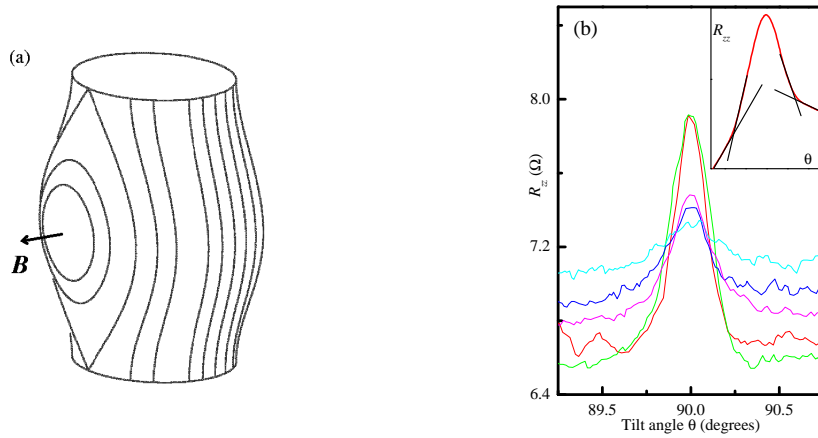 (a)
B
(b)
R_zz
θ
8.0
7.2
6.4
R_zz (Ω)
89.5 90.0 90.5
Tilt angle θ (degrees)